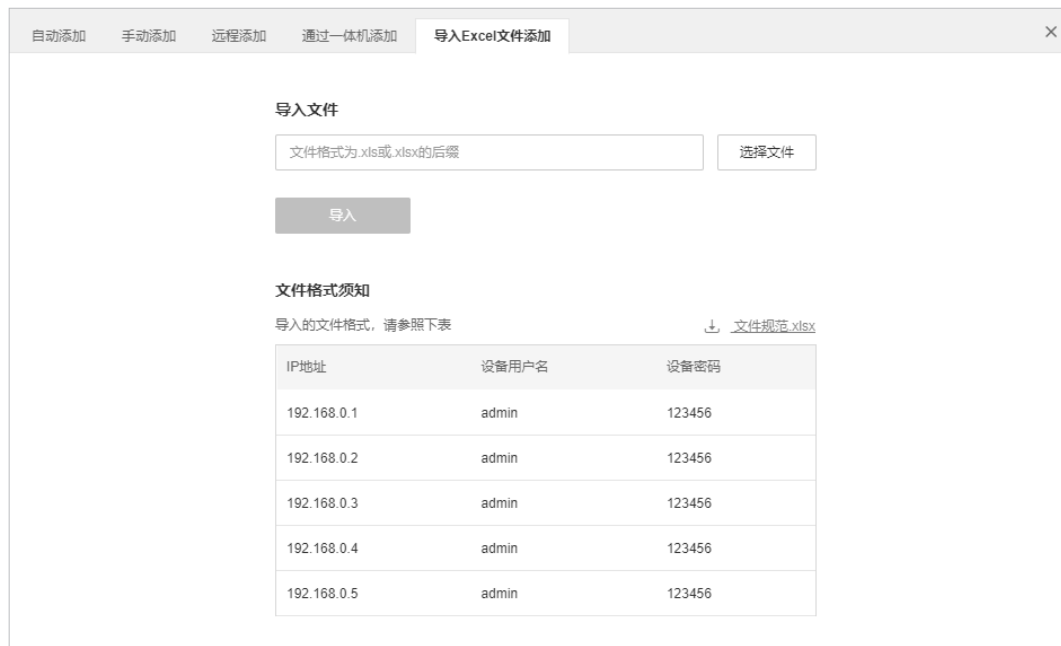 自动添加 手动添加 远程添加 通过一体机添加 导入Excel文件添加 ×
导入文件
文件格式为.xls或.xlsx的后缀 选择文件
导入
文件格式须知
导入的文件格式，请参照下表 文件规范.xlsx
IP地址 设备用户名 设备密码
192.168.0.1 admin 123456
192.168.0.2 admin 123456
192.168.0.3 admin 123456
192.168.0.4 admin 123456
192.168.0.5 admin 123456